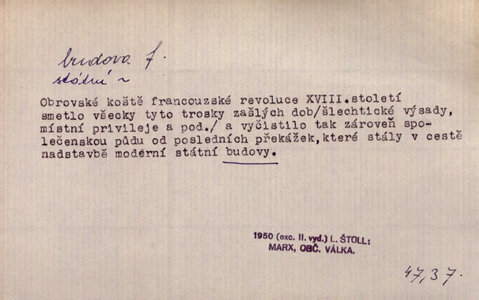 budova f.
státní ~
Obrovské koště francouzské revoluce XVIII.století
smetlo všecky tyto trosky zašlých dob/šlechtické výsady,
místní privileje a pod./ a vyčistilo tak zároveň spo-
lečenskou půdu od posledních překážek,které stály v cestě
nadstavbě moderní státní budovy.
1950 (exc. II. vyd.) L. ŠTOLL:
MARX, OBČ. VÁLKA.
47,37.